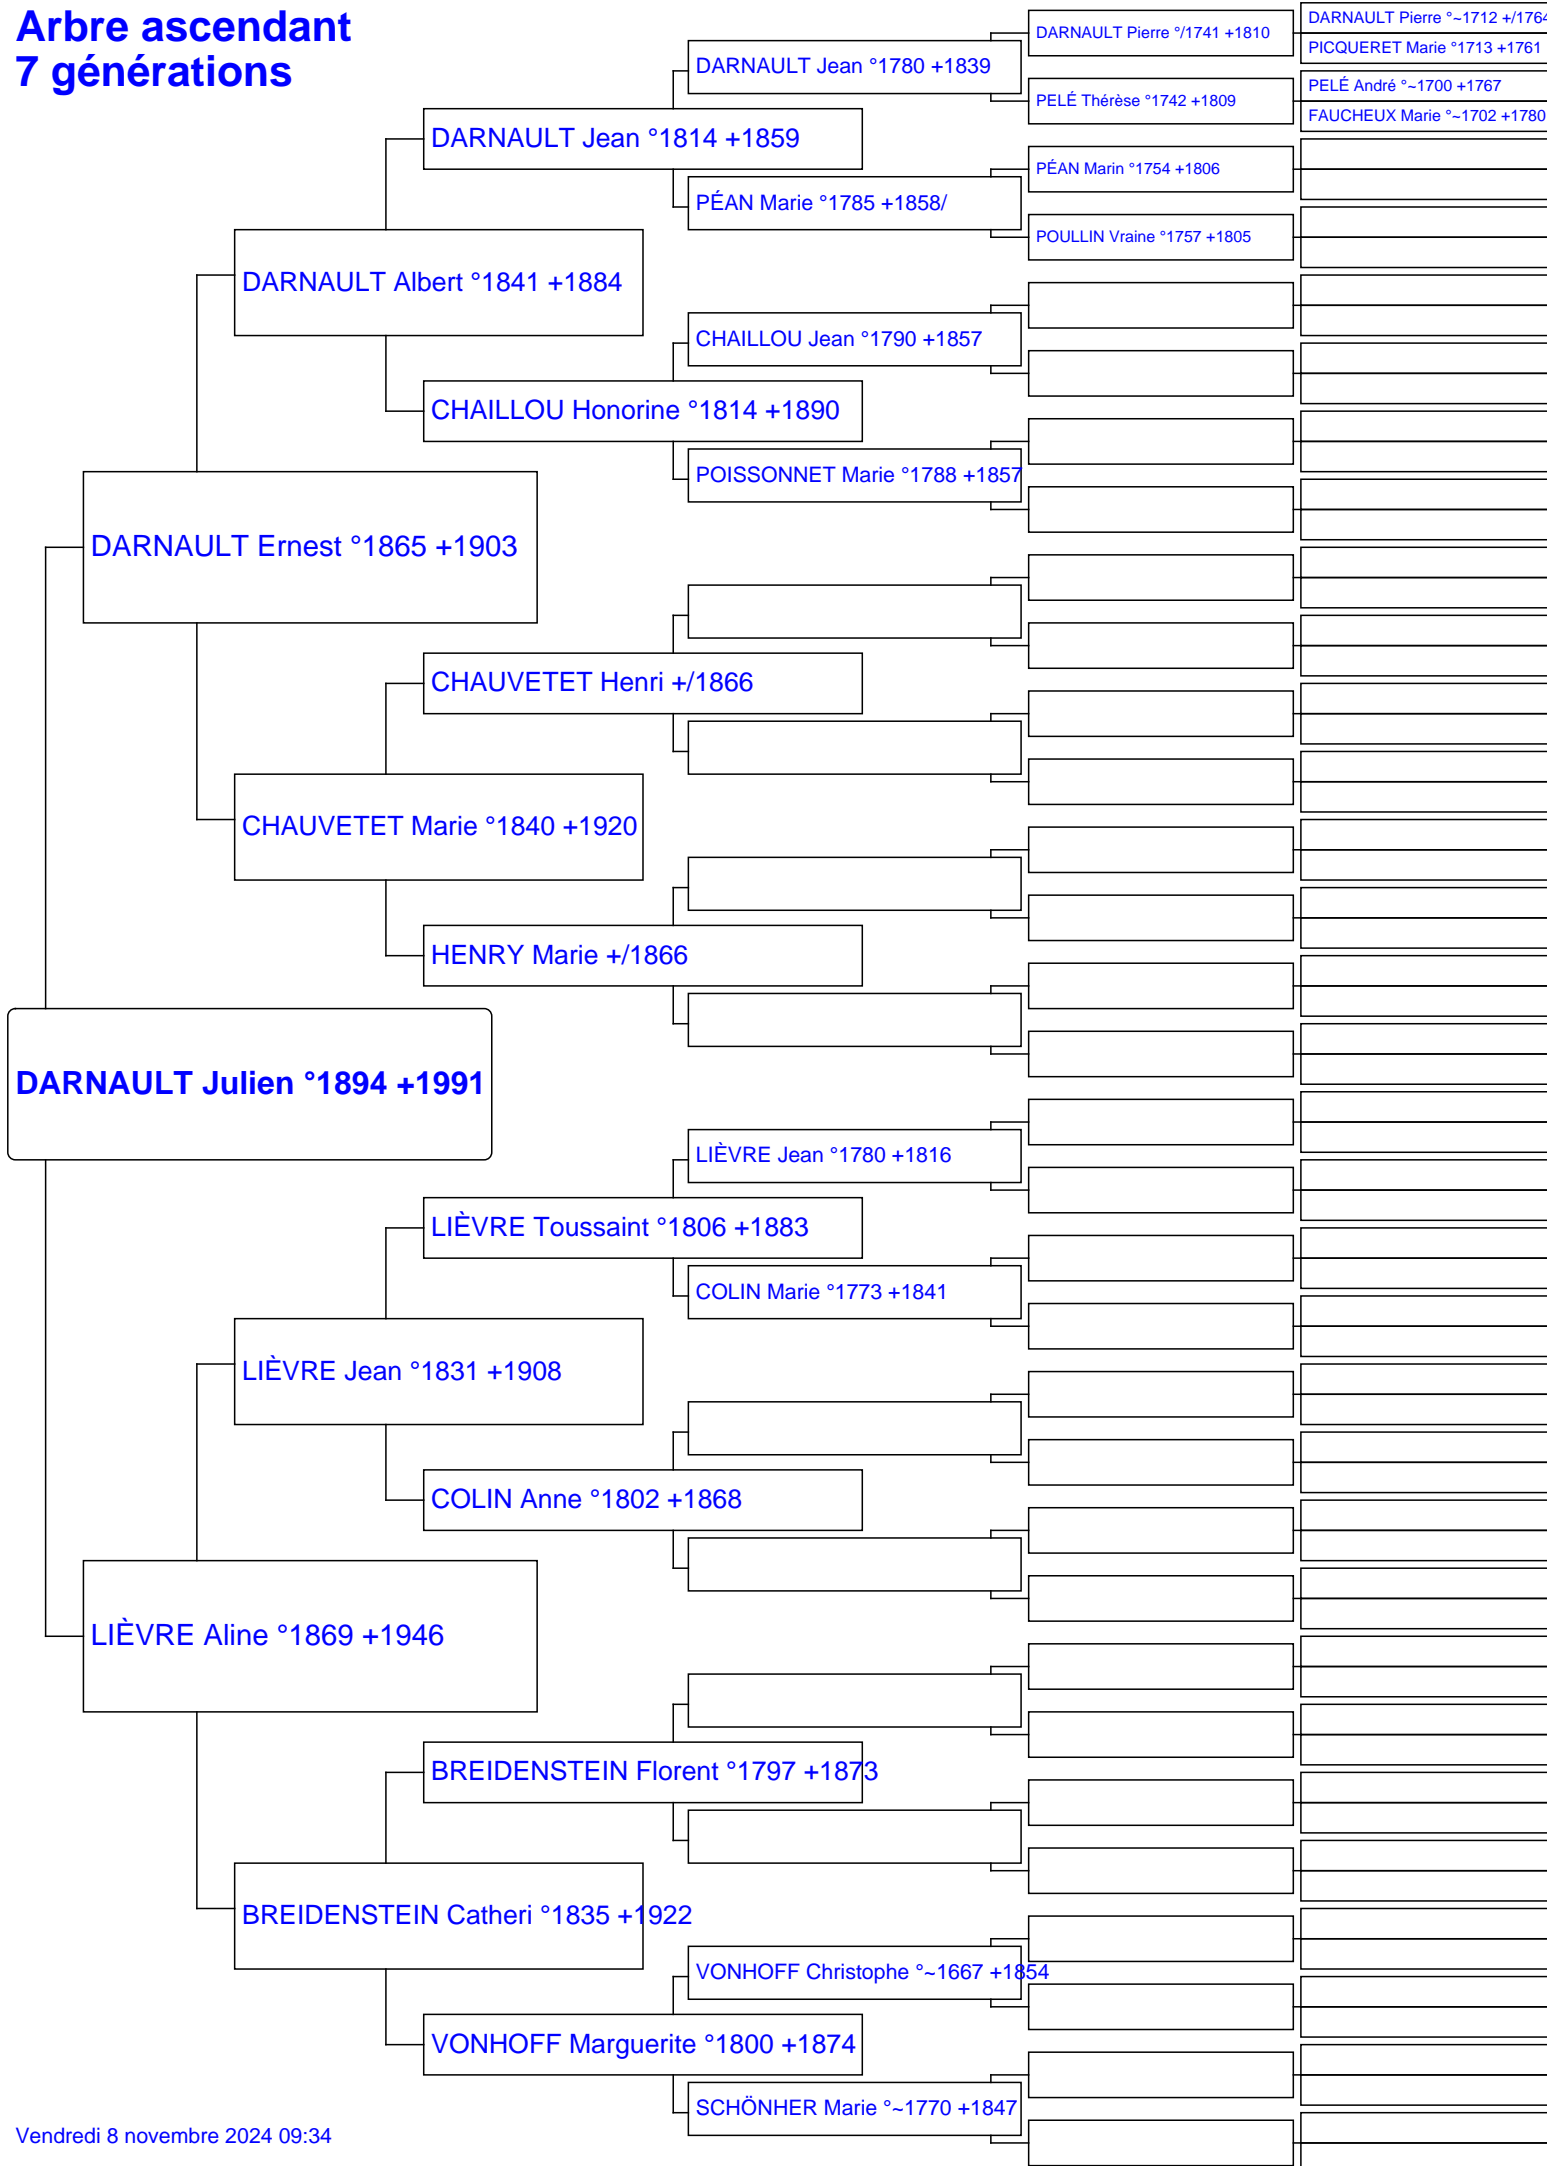 Arbre ascendant
7 générations
DARNAULT Pierre °/1741 +1810
DARNAULT Pierre °~1712 +/1764
PICQUERET Marie °1713 +1761
DARNAULT Jean °1780 +1839
PELÉ Thérèse °1742 +1809
PELÉ André °~1700 +1767
FAUCHEUX Marie °~1702 +1780
DARNAULT Jean °1814 +1859
PÉAN Marin °1754 +1806
PÉAN Marie °1785 +1858/
POULLIN Vraine °1757 +1805
DARNAULT Albert °1841 +1884
CHAILLOU Jean °1790 +1857
CHAILLOU Honorine °1814 +1890
POISSONNET Marie °1788 +1857
DARNAULT Ernest °1865 +1903
CHAUVETET Henri +/1866
CHAUVETET Marie °1840 +1920
HENRY Marie +/1866
DARNAULT Julien °1894 +1991
LIÈVRE Jean °1780 +1816
LIÈVRE Toussaint °1806 +1883
COLIN Marie °1773 +1841
LIÈVRE Jean °1831 +1908
COLIN Anne °1802 +1868
LIÈVRE Aline °1869 +1946
BREIDENSTEIN Florent °1797 +1873
BREIDENSTEIN Catheri °1835 +1922
VONHOFF Christophe °~1667 +1854
VONHOFF Marguerite °1800 +1874
SCHÖNHER Marie °~1770 +1847
Vendredi 8 novembre 2024 09:34